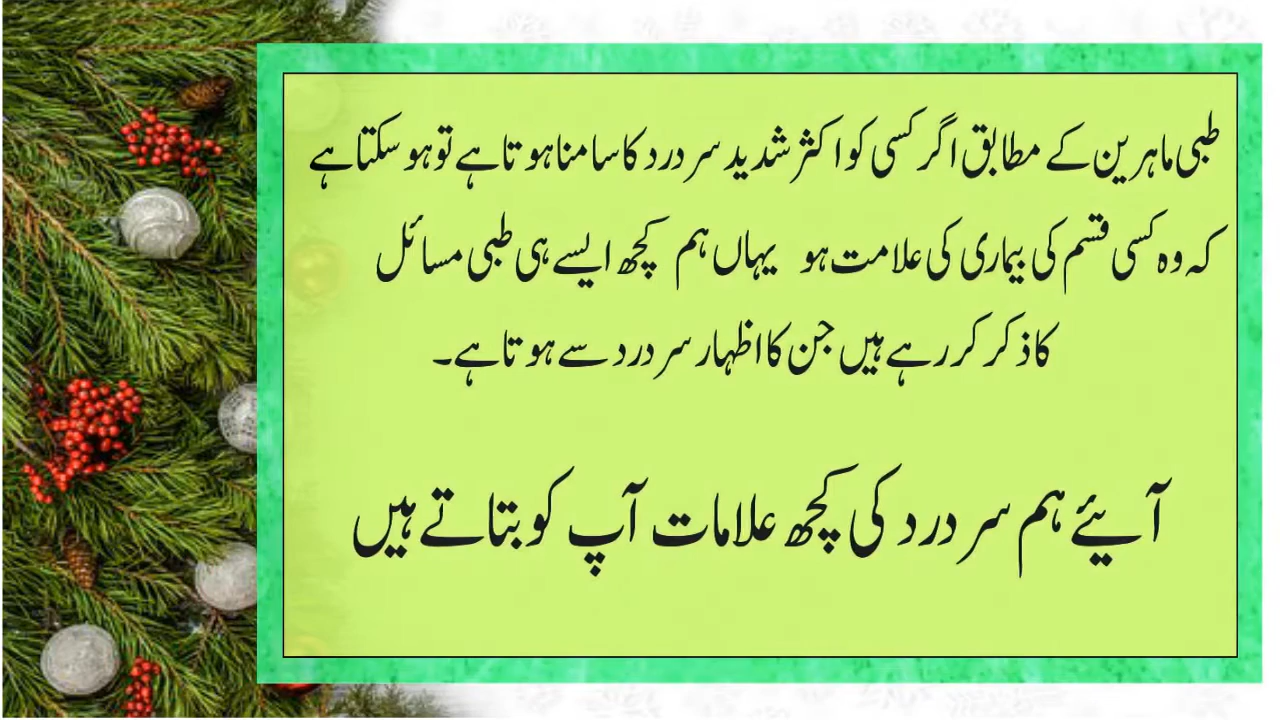 طبی ماہرین کے مطابق اگر کسی کو اکثر شدید سر درد کا سامنا ہوتا ہے تو ہو سکتا ہے
کہ وہ کسی قسم کی بیماری کی علامت ہو یہاں ہم کچھ ایسے ہی طبی مسائل
کا ذکر کر رہے ہیں جن کا اظہار سر درد سے ہوتا ہے۔
آیئے ہم سر درد کی کچھ علامات آپ کو بتاتے ہیں